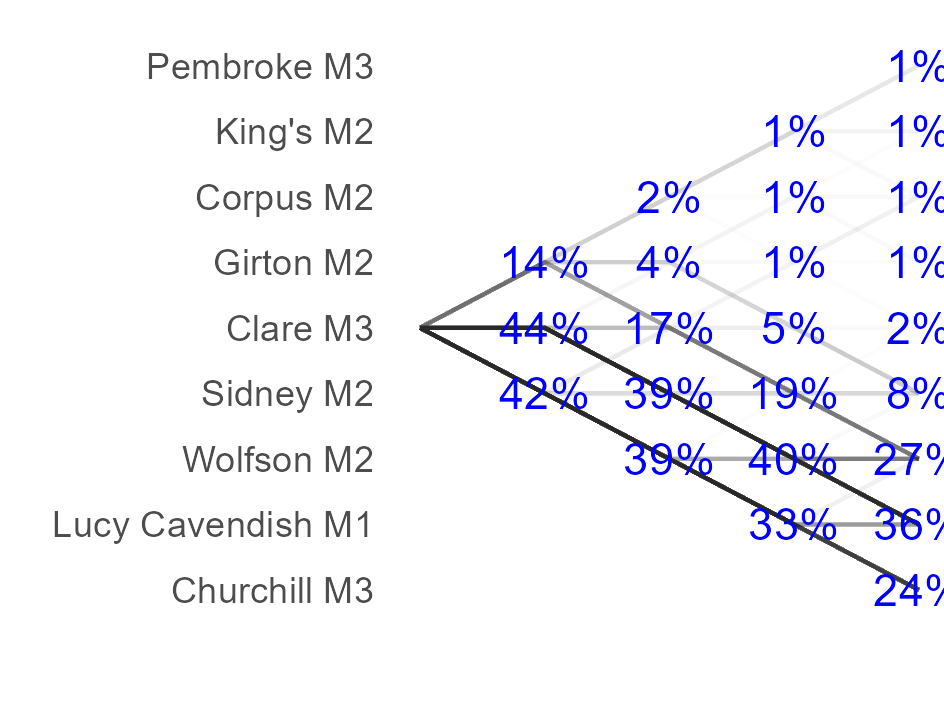 Pembroke M3 1%
King's M2 1% 1%
Corpus M2 2% 1% 1%
Girton M2 14% 4% 1% 1%
Clare M3 44% 17% 5% 2%
Sidney M2 42% 39% 19% 8%
Wolfson M2 39% 40% 27%
Lucy Cavendish M1 33% 36%
Churchill M3 24%